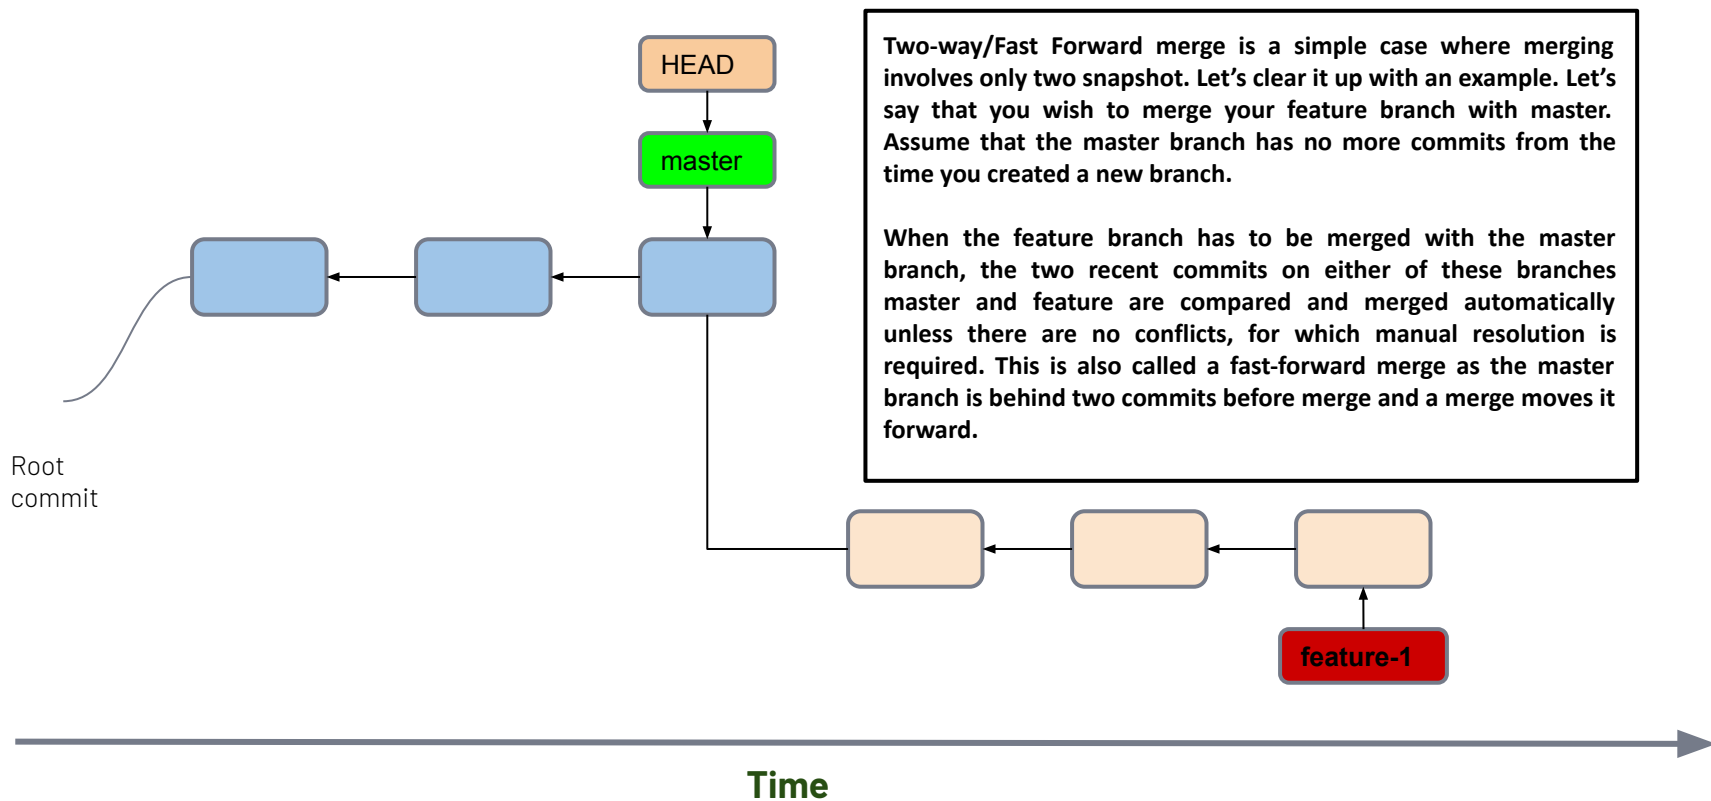 HEAD
master
Two-way/Fast Forward merge is a simple case where merging
involves only two snapshot. Let’s clear it up with an example. Let’s
say that you wish to merge your feature branch with master.
Assume that the master branch has no more commits from the
time you created a new branch.
When the feature branch has to be merged with the master
branch, the two recent commits on either of these branches
master and feature are compared and merged automatically
unless there are no conflicts, for which manual resolution is
required. This is also called a fast-forward merge as the master
branch is behind two commits before merge and a merge moves it
forward.
Root
commit
feature-1
Time